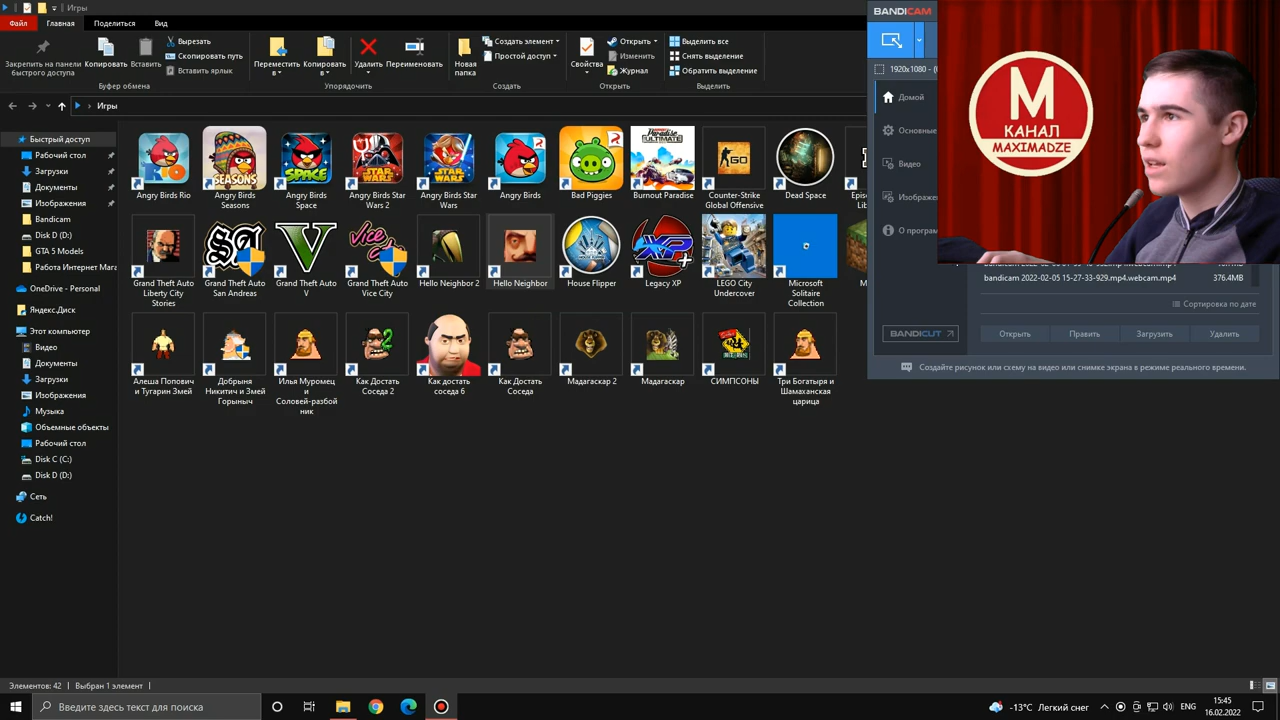 Игры
Файл
Главная
Поделиться
Вид
Закрепить на панели
быстрого доступа
Копировать
Вставить
Вырезать
Скопировать путь
Вставить ярлык
Буфер обмена
Переместить
в
Копировать
в
Удалить
Переименовать
Упорядочить
Новая
папка
Создать элемент
Простой доступ
Создать
Свойства
Открыть
Изменить
Журнал
Открыть
Выделить все
Снять выделение
Обратить выделение
Выделить
Игры
Быстрый доступ
Рабочий стол
Загрузки
Документы
Изображения
Bandicam
Disk D (D:)
GTA 5 Models
Работа Интернет Мага
OneDrive - Personal
Яндекс.Диск
Этот компьютер
Видео
Документы
Загрузки
Изображения
Музыка
Объемные объекты
Рабочий стол
Disk C (C:)
Disk D (D:)
Сеть
Catch!
Angry Birds Rio
Angry Birds
Seasons
Angry Birds
Space
Angry Birds Star
Wars 2
Angry Birds Star
Wars
Angry Birds
Bad Piggies
Burnout Paradise
Counter-Strike
Global Offensive
Dead Space
Epis
Lib
Grand Theft Auto
Liberty City
Stories
Grand Theft Auto
San Andreas
Grand Theft Auto
V
Grand Theft Auto
Vice City
Hello Neighbor 2
Hello Neighbor
House Flipper
Legacy XP
LEGO City
Undercover
Microsoft
Solitaire
Collection
M
Алеша Попович
и Тугарин Змей
Добрыня
Никитич и Змей
Горыныч
Илья Муромец
и
Соловей-разбой
ник
Как Достать
Соседа 2
Как достать
соседа 6
Как Достать
Соседа
Мадагаскар 2
Мадагаскар
СИМПСОНЫ
Три Богатыря и
Шамаханская
царица
BANDICAM
1920x1080 - (
Домой
Основные
Видео
Изображе
О програм
М
КАНАЛ
MAXIMADZE
bandicam 2022-02-05 15-27-33-929.mp4.webcam.mp4
376.4MB
Сортировка по дате
BANDICUT
Открыть
Править
Загрузить
Удалить
Создайте рисунок или схему на видео или снимке экрана в режиме реального времени.
Элементов: 42
Выбран 1 элемент
Введите здесь текст для поиска
-13°C Легкий снег
ENG
15:45
16.02.2022